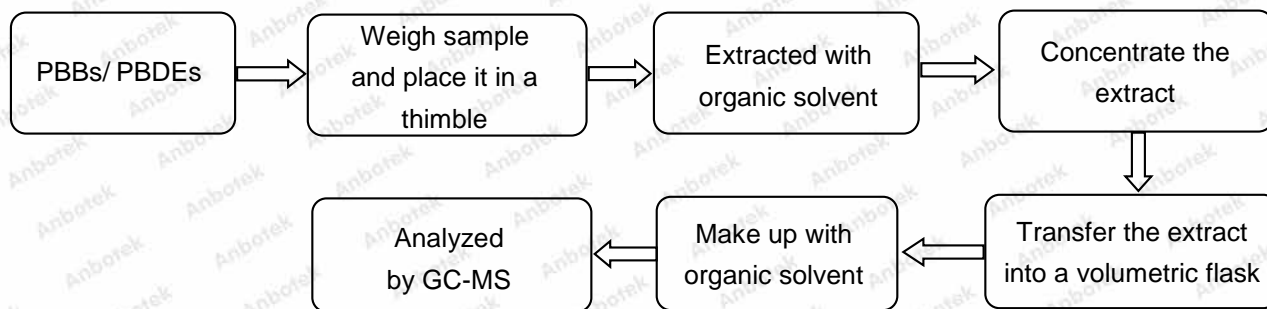 PBBs/ PBDEs
Weigh sample
and place it in a
thimble
Extracted with
organic solvent
Concentrate the
extract
Transfer the extract
into a volumetric flask
Make up with
organic solvent
Analyzed
by GC-MS
Anbotek